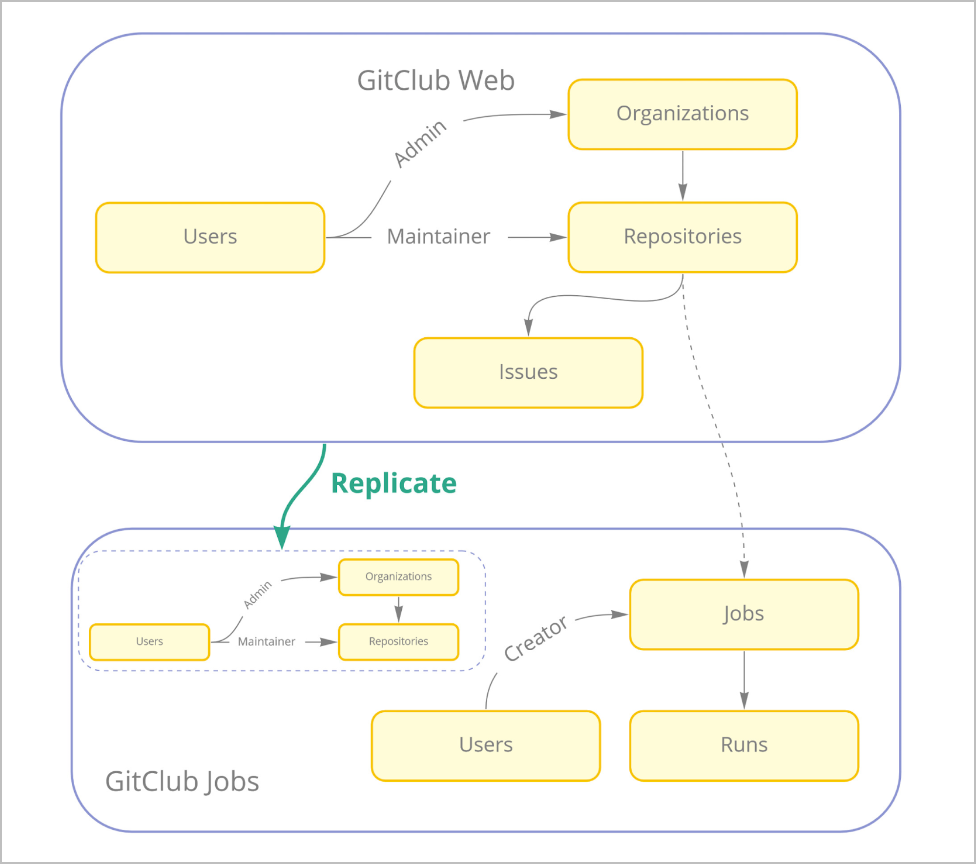 GitClub Web
Organizations
Admin
Users
Maintainer
Repositories
Issues
Replicate
Organizations
Admin
Users
Maintainer
Repositories
Jobs
Creator
Users
Runs
GitClub Jobs